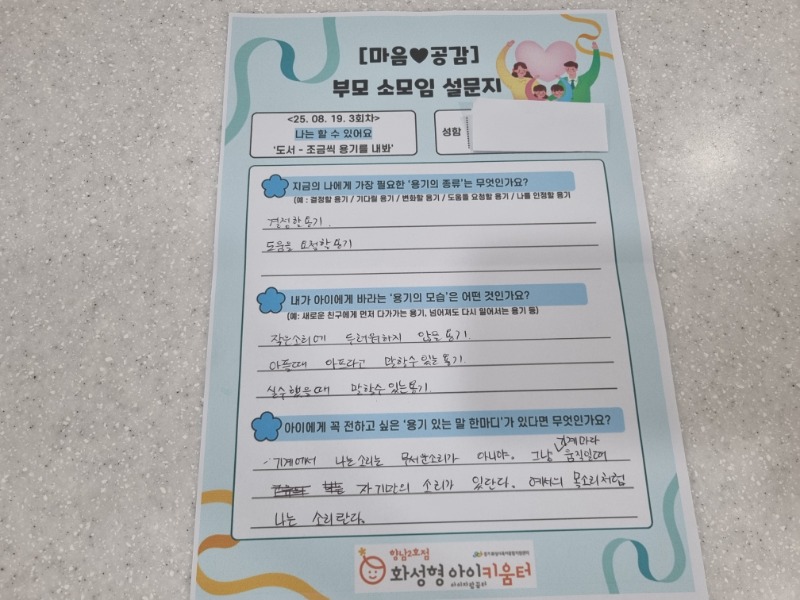 [마음♥공감]
부모 소모임 설문지
<25. 08. 19. 3회차>
나는 할 수 있어요
'도서 - 조금씩 용기를 내봐'
성함
지금의 나에게 가장 필요한 '용기의 종류'는 무엇인가요?
(예 : 결정할 용기 / 기다릴 용기 / 변화할 용기 / 도움을 요청할 용기 / 나를 인정할 용기
결정할 용기.
도움을 요청할 용기
내가 아이에게 바라는 '용기의 모습'은 어떤 것인가요?
(예: 새로운 친구에게 먼저 다가가는 용기, 넘어져도 다시 일어서는 용기 등)
작은소리에 두려워하지 않을 용기.
아플때 아프다고 말할수 있는 용기.
실수했을때 말할수 있는용기.
아이에게 꼭 전하고 싶은 '용기 있는 말 한마디'가 있다면 무엇인가요?
기계에서 나는소리는 무서운소리가 아니야. 그냥 기계마다 움직일때
자기만의 소리가 있단다. 목소리처럼
나는 소리란다.
향남2호점
화성형 아이키움터